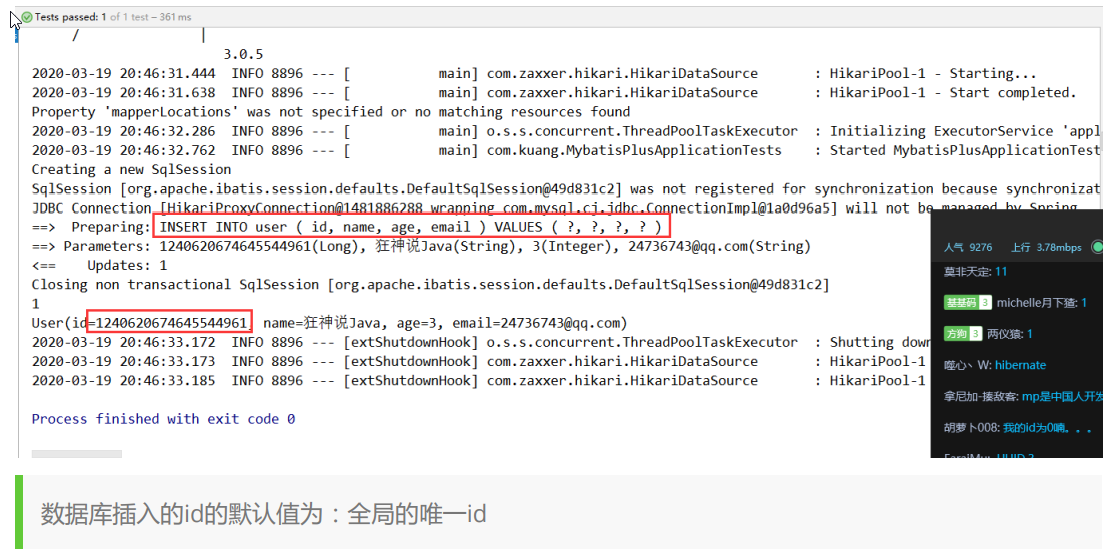 Tests passed: 1 of 1 test – 361 ms
/ |
3.0.5
2020-03-19 20:46:31.444 INFO 8896 --- [ main] com.zaxxer.hikari.HikariDataSource : HikariPool-1 - Starting...
2020-03-19 20:46:31.638 INFO 8896 --- [ main] com.zaxxer.hikari.HikariDataSource : HikariPool-1 - Start completed.
Property 'mapperLocations' was not specified or no matching resources found
2020-03-19 20:46:32.286 INFO 8896 --- [ main] o.s.s.concurrent.ThreadPoolTaskExecutor : Initializing ExecutorService 'appl
2020-03-19 20:46:32.762 INFO 8896 --- [ main] com.kuang.MybatisPlusApplicationTests : Started MybatisPlusApplicationTest
Creating a new SqlSession
SqlSession [org.apache.ibatis.session.defaults.DefaultSqlSession@49d831c2] was not registered for synchronization because synchronizat
JDBC Connection [HikariProxyConnection@1481886288 wrapping com.mysql.cj.jdbc.ConnectionImpl@1a0d96a5] will not be managed by Spring
==> Preparing: INSERT INTO user ( id, name, age, email ) VALUES ( ?, ?, ?, ? )
==> Parameters: 1240620674645544961(Long), 狂神说Java(String), 3(Integer), 24736743@qq.com(String)
<== Updates: 1
Closing non transactional SqlSession [org.apache.ibatis.session.defaults.DefaultSqlSession@49d831c2]
1
User(id=1240620674645544961, name=狂神说Java, age=3, email=24736743@qq.com)
2020-03-19 20:46:33.172 INFO 8896 --- [extShutdownHook] o.s.s.concurrent.ThreadPoolTaskExecutor : Shutting down
2020-03-19 20:46:33.173 INFO 8896 --- [extShutdownHook] com.zaxxer.hikari.HikariDataSource : HikariPool-1
2020-03-19 20:46:33.185 INFO 8896 --- [extShutdownHook] com.zaxxer.hikari.HikariDataSource : HikariPool-1
Process finished with exit code 0
人气 9276 上行 3.78mbps
莫非天定: 11
基基码 3 michelle月下猹: 1
方狗 3 两仪猿: 1
噬心丶W: hibernate
拿尼加-揍敌客: mp是中国人开发
胡萝卜008: 我的id为0喃。。。
数据库插入的id的默认值为：全局的唯一id